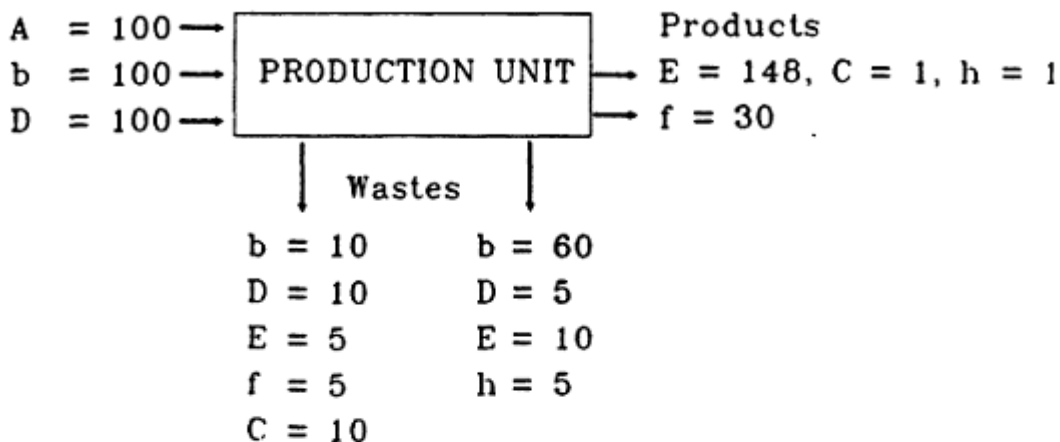 A = 100
b = 100
D = 100
PRODUCTION UNIT
Products
E = 148, C = 1, h = 1
f = 30
Wastes
b = 10
D = 10
E = 5
f = 5
C = 10
b = 60
D = 5
E = 10
h = 5